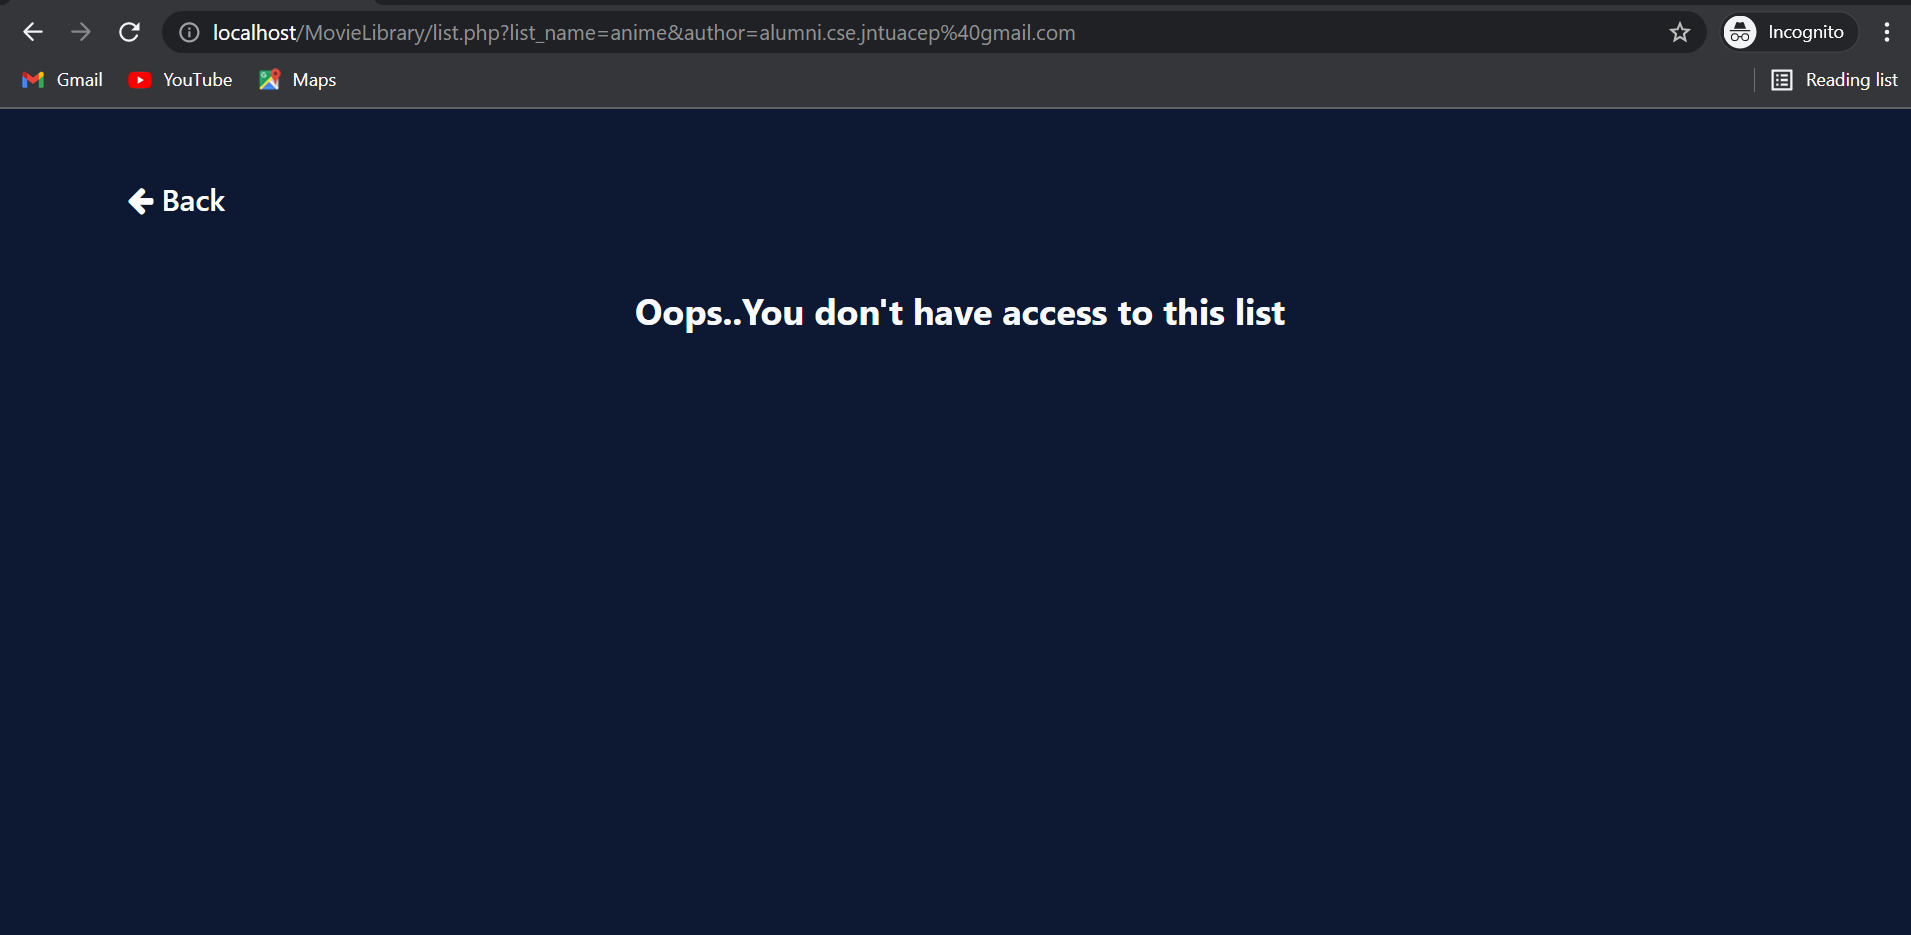 localhost/MovieLibrary/list.php?list_name=anime&author=alumni.cse.jntuacep%40gmail.com
Incognito
Gmail
YouTube
Maps
Reading list
Back
Oops..You don't have access to this list